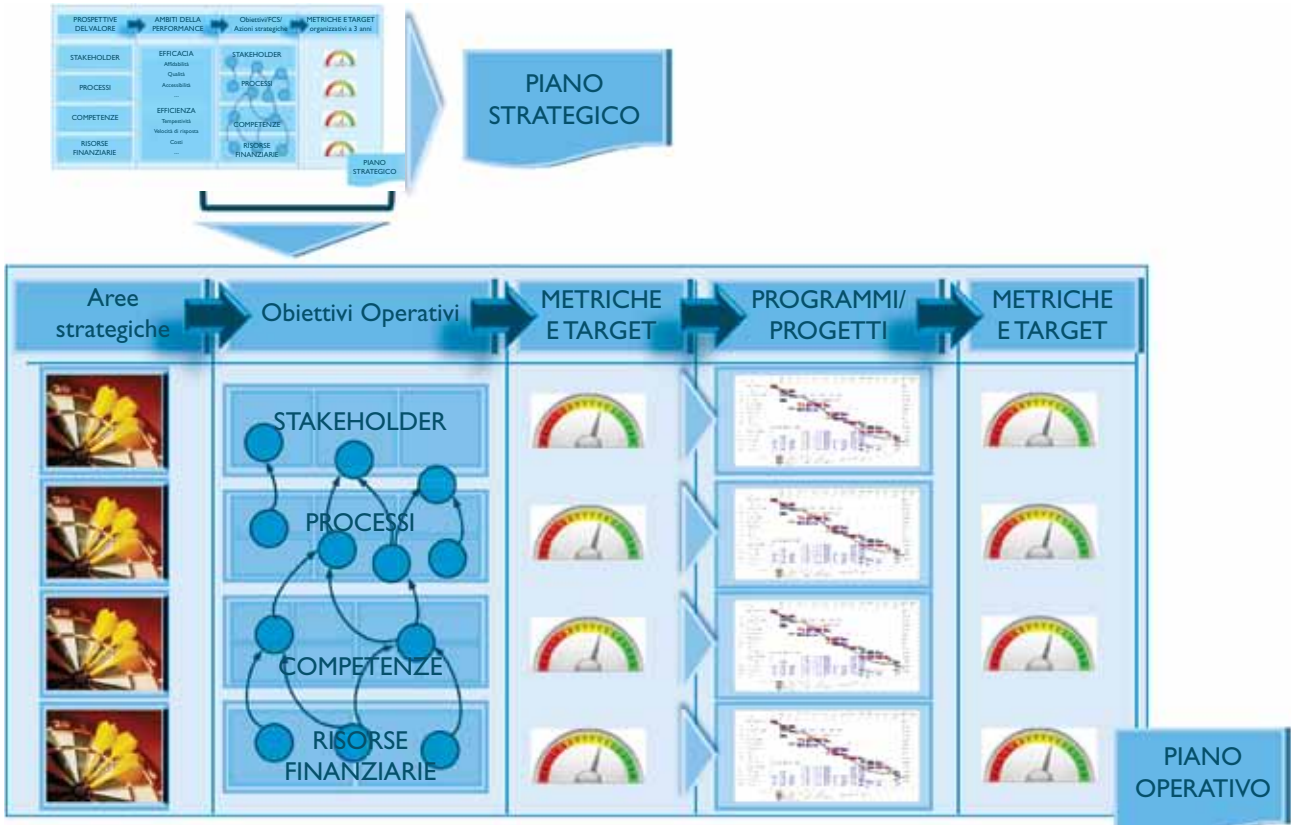 PROSPETTIVE
DEL VALORE
AMBITI DELLA
PERFORMANCE
Obiettivi/FCS/
Azioni strategiche
METRICHE E TARGET
organizzativi a 3 anni
STAKEHOLDER
PROCESSI
COMPETENZE
RISORSE
FINANZIARIE
EFFICACIA
Affidabilità
Qualità
Accessibilità
...
EFFICIENZA
Tempestività
Velocità di risposta
Costi
...
STAKEHOLDER
PROCESSI
COMPETENZE
RISORSE
FINANZIARIE
PIANO
STRATEGICO
PIANO
STRATEGICO
Aree
strategiche
Obiettivi Operativi
METRICHE
E TARGET
PROGRAMMI/
PROGETTI
METRICHE
E TARGET
STAKEHOLDER
PROCESSI
COMPETENZE
RISORSE
FINANZIARIE
PIANO
OPERATIVO